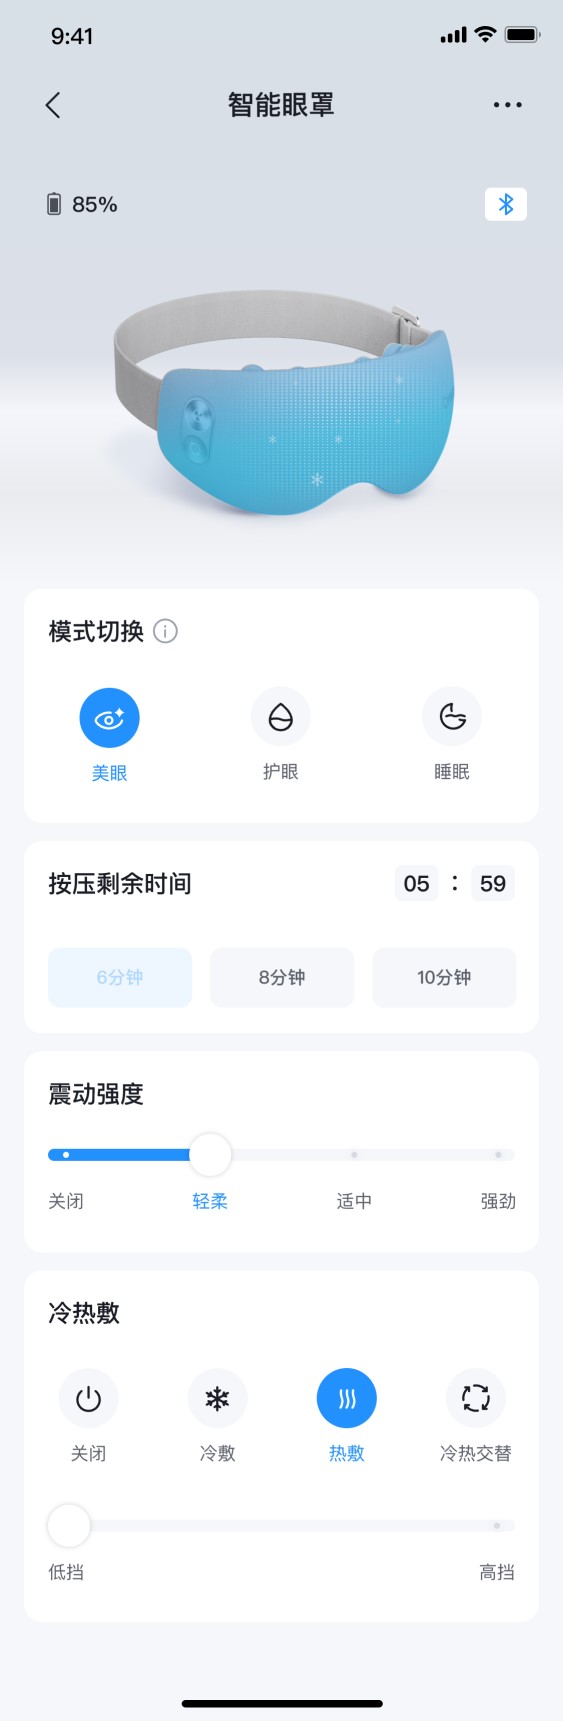 9:41
智能眼罩
85%
模式切换
美眼 护眼 睡眠
按压剩余时间 05 : 59
6分钟 8分钟 10分钟
震动强度
关闭 轻柔 适中 强劲
冷热敷
关闭 冷敷 热敷 冷热交替
低挡 高挡